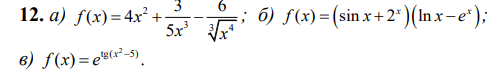 12. а) f(x) = 4x² + 3/(5x³) − 6/∛(x⁴); б) f(x) = (sin x + 2ˣ)(ln x − eˣ);
в) f(x) = e^(tg(x²−5)).